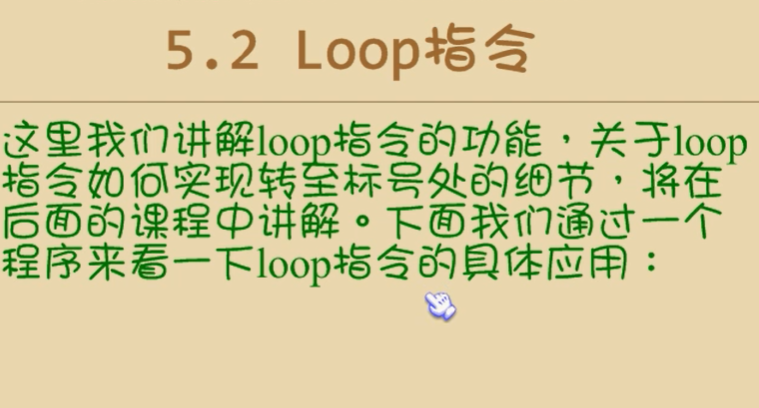 5.2 Loop指令
这里我们讲解loop指令的功能，关于loop
指令如何实现转至标号处的细节，将在
后面的课程中讲解。下面我们通过一个
程序来看一下loop指令的具体应用：